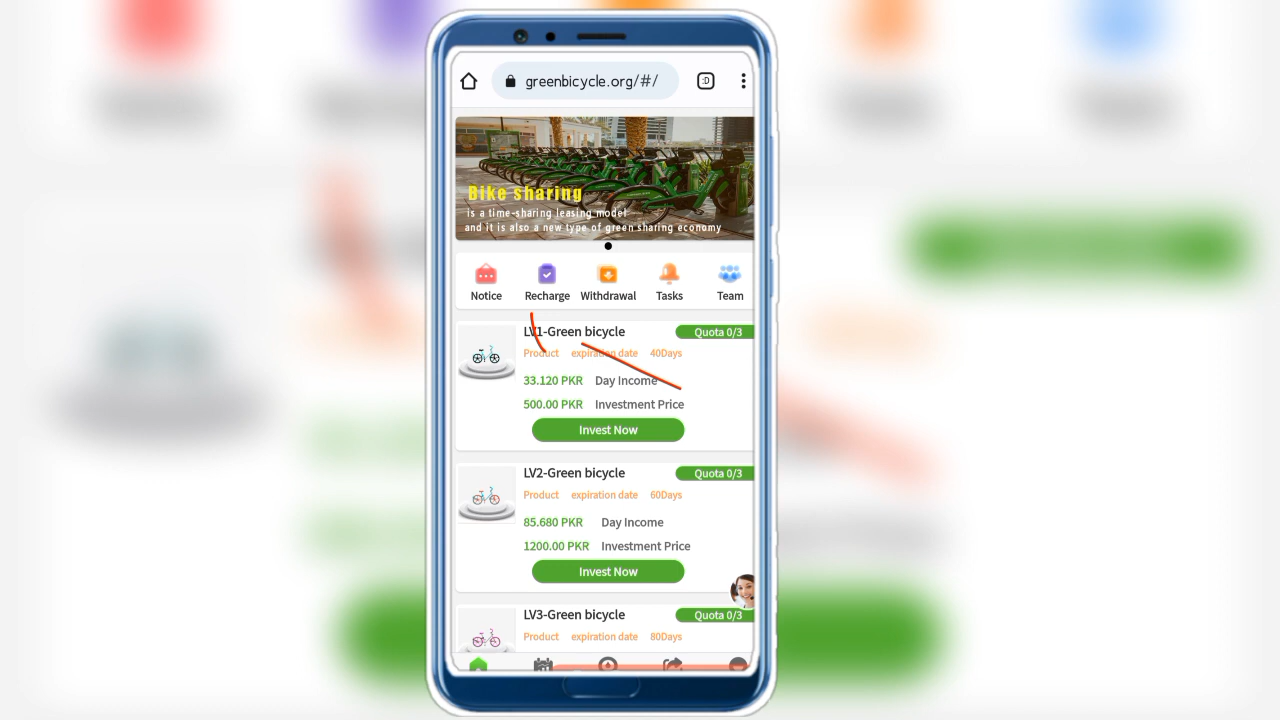 greenbicycle.org/#/
:D
Bike sharing
is a time-sharing leasing model
and it is also a new type of green sharing economy
Notice Recharge Withdrawal Tasks Team
LV1-Green bicycle Quota 0/3
Product expiration date 40Days
33.120 PKR Day Income
500.00 PKR Investment Price
Invest Now
LV2-Green bicycle Quota 0/3
Product expiration date 60Days
85.680 PKR Day Income
1200.00 PKR Investment Price
Invest Now
LV3-Green bicycle Quota 0/3
Product expiration date 80Days